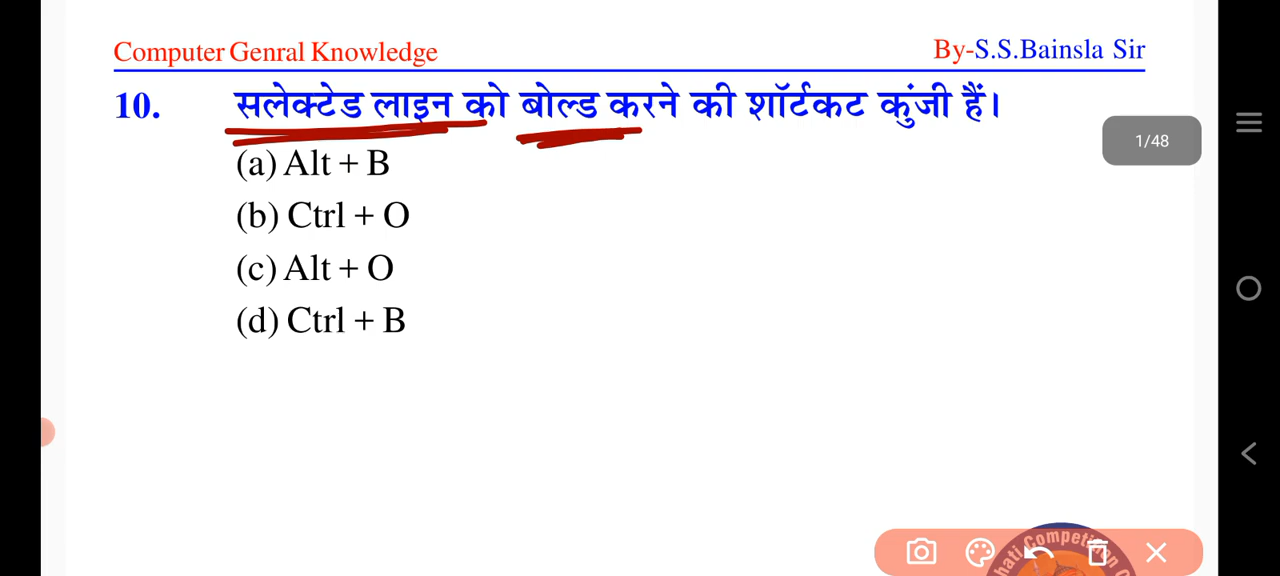 Computer Genral Knowledge By-S.S.Bainsla Sir
10. सलेक्टेड लाइन को बोल्ड करने की शॉर्टकट कुंजी हैं।
1/48
(a) Alt + B
(b) Ctrl + O
(c) Alt + O
(d) Ctrl + B